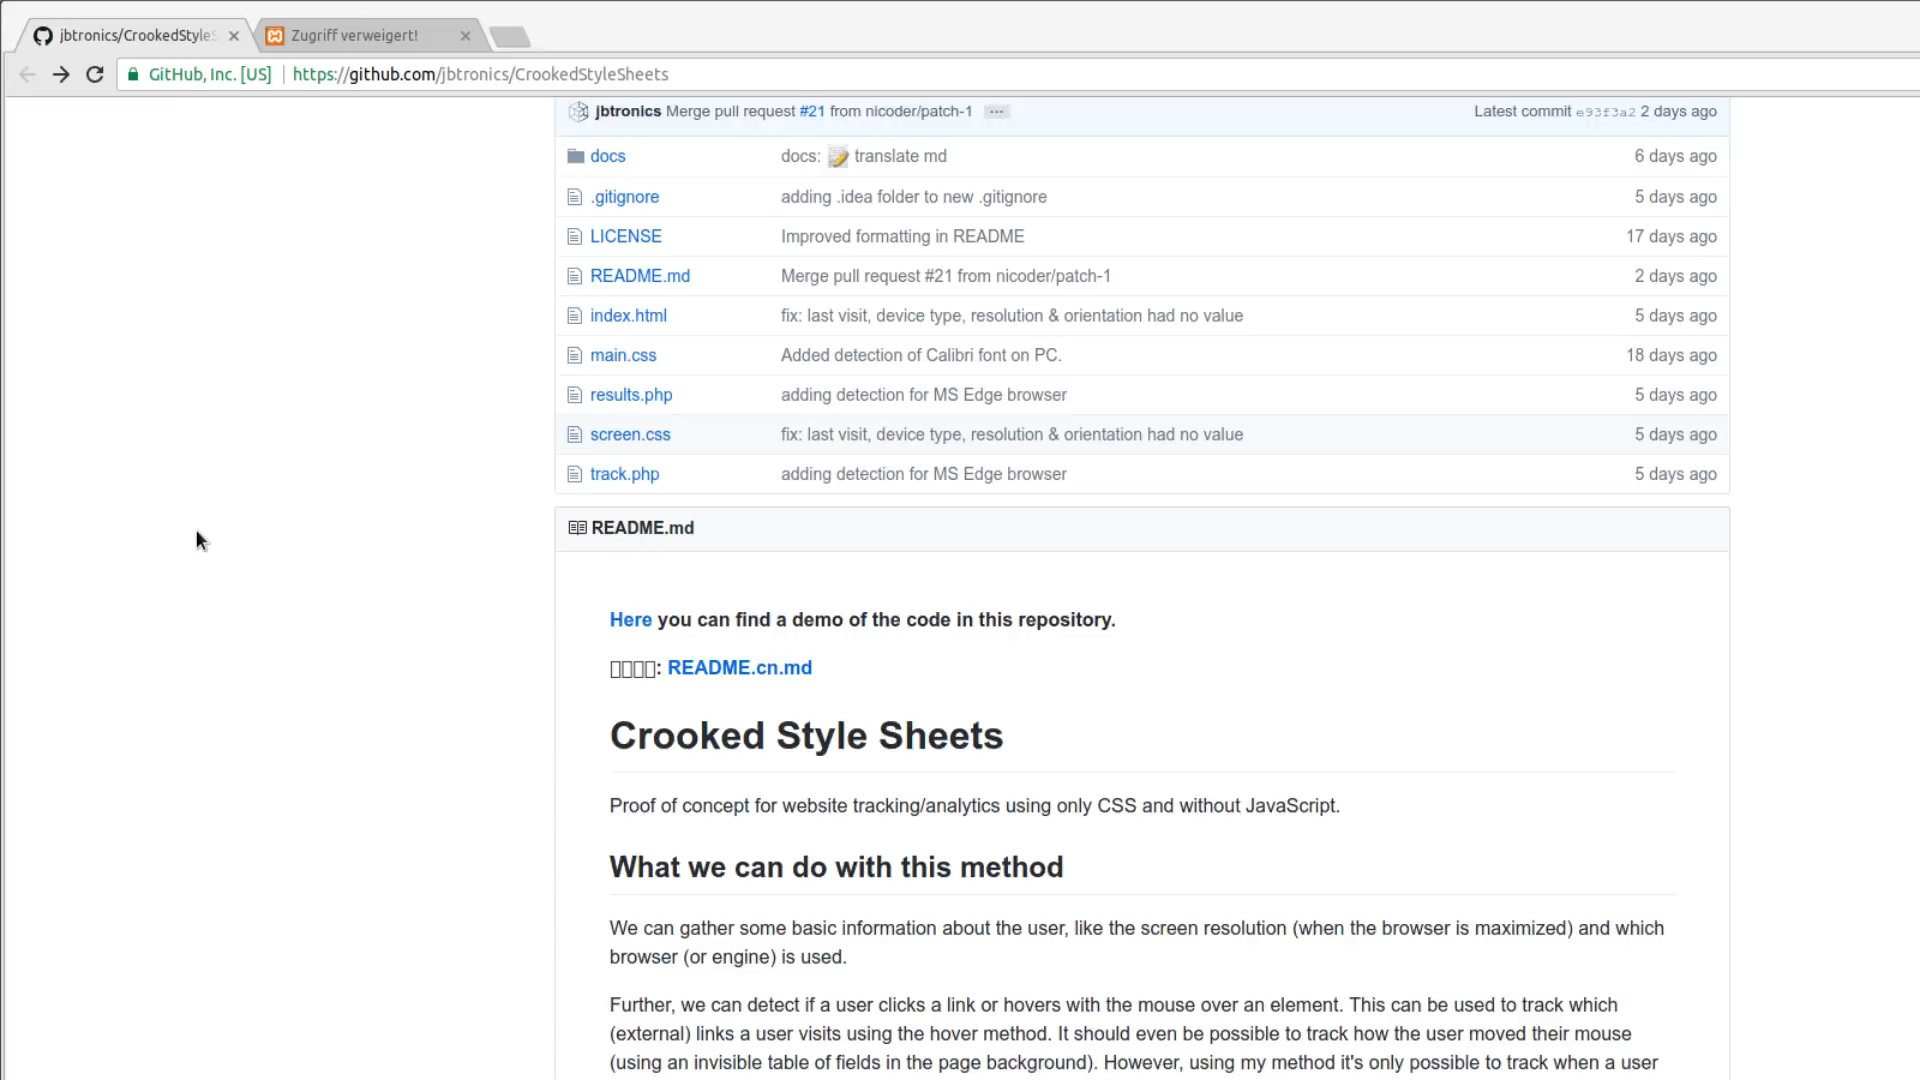 jbtronics/CrookedStyleS
Zugriff verweigert!
GitHub, Inc. [US] https://github.com/jbtronics/CrookedStyleSheets
jbtronics Merge pull request #21 from nicoder/patch-1 ... Latest commit e93f3a2 2 days ago
docs docs: translate md 6 days ago
.gitignore adding .idea folder to new .gitignore 5 days ago
LICENSE Improved formatting in README 17 days ago
README.md Merge pull request #21 from nicoder/patch-1 2 days ago
index.html fix: last visit, device type, resolution & orientation had no value 5 days ago
main.css Added detection of Calibri font on PC. 18 days ago
results.php adding detection for MS Edge browser 5 days ago
screen.css fix: last visit, device type, resolution & orientation had no value 5 days ago
track.php adding detection for MS Edge browser 5 days ago
README.md
Here you can find a demo of the code in this repository.
: README.cn.md
Crooked Style Sheets
Proof of concept for website tracking/analytics using only CSS and without JavaScript.
What we can do with this method
We can gather some basic information about the user, like the screen resolution (when the browser is maximized) and which
browser (or engine) is used.
Further, we can detect if a user clicks a link or hovers with the mouse over an element. This can be used to track which
(external) links a user visits using the hover method. It should even be possible to track how the user moved their mouse
(using an invisible table of fields in the page background). However, using my method it's only possible to track when a user